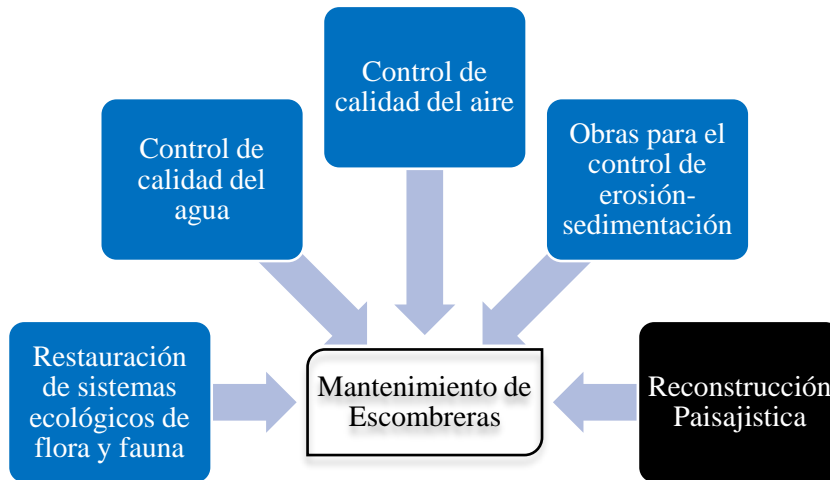 Control de
calidad del aire
Control de
calidad del
agua
Obras para el
control de
erosión-
sedimentación
Restauración
de sistemas
ecológicos de
flora y fauna
Mantenimiento de
Escombreras
Reconstrucción
Paisajistica